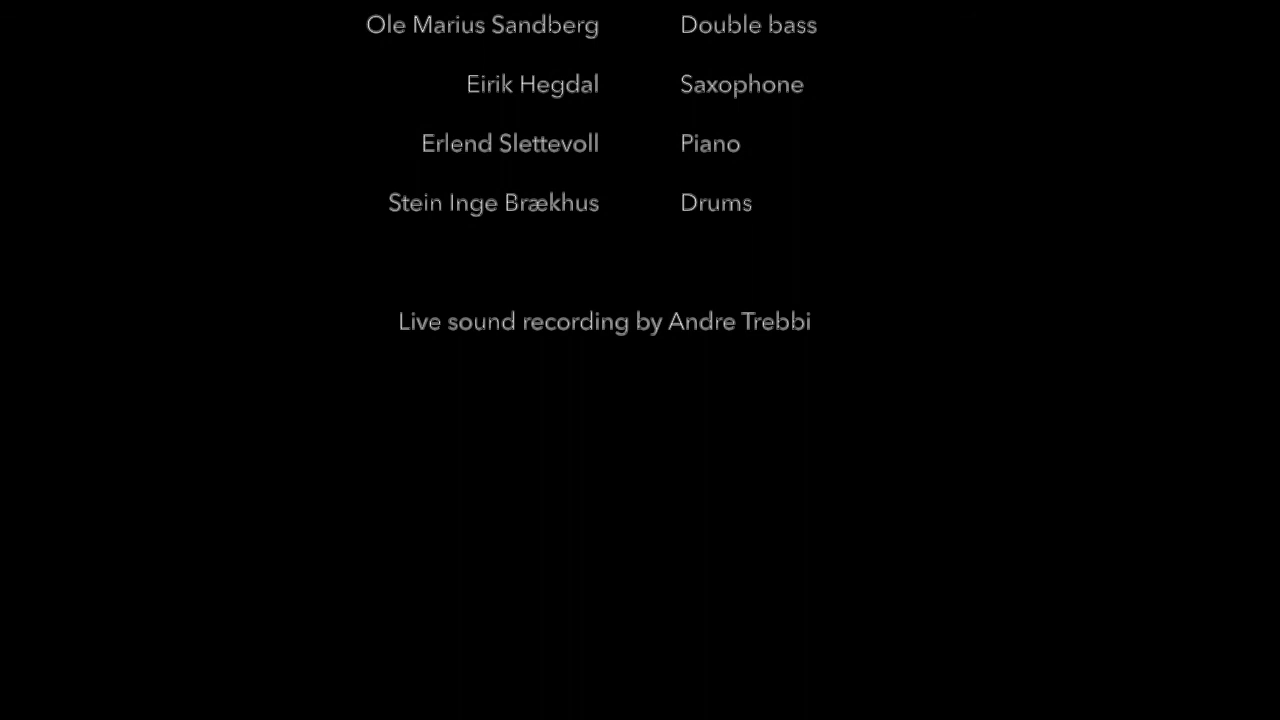 Ole Marius Sandberg Double bass
Eirik Hegdal Saxophone
Erlend Slettevoll Piano
Stein Inge Brækhus Drums
Live sound recording by Andre Trebbi